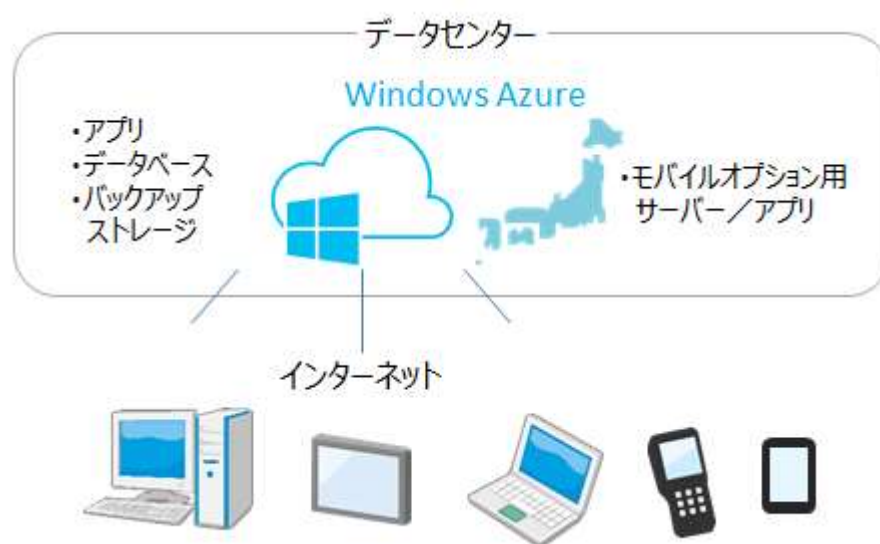 データセンター
Windows Azure
・アプリ
・データベース
・バックアップ
ストレージ
・モバイルオプション用
サーバー／アプリ
インターネット